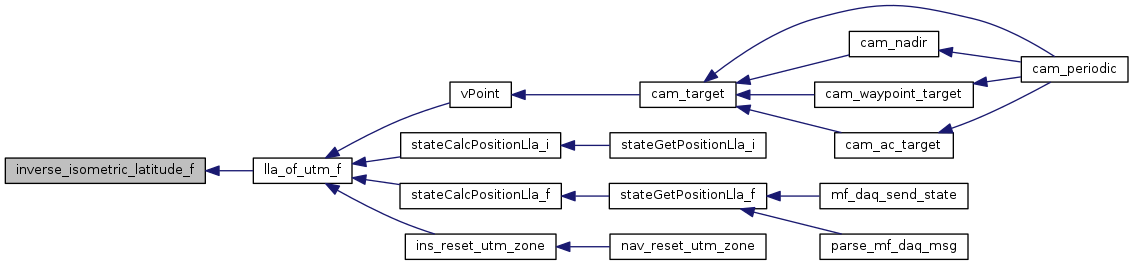 cam_nadir
cam_periodic
vPoint
cam_target
cam_waypoint_target
stateCalcPositionLla_i
stateGetPositionLla_i
cam_ac_target
inverse_isometric_latitude_f
lla_of_utm_f
stateCalcPositionLla_f
stateGetPositionLla_f
mf_daq_send_state
ins_reset_utm_zone
nav_reset_utm_zone
parse_mf_daq_msg